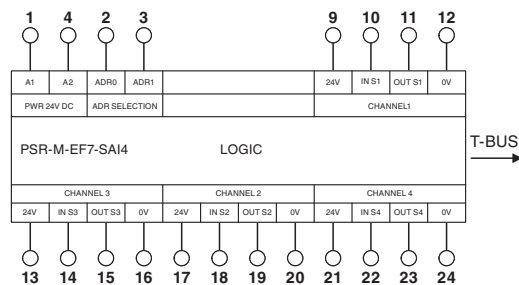 1 4 2 3 9 10 11 12
A1 A2 ADR0 ADR1 24V IN S1 OUT S1 0V
PWR 24V DC ADR SELECTION CHANNEL1
PSR-M-EF7-SAI4 LOGIC T-BUS
CHANNEL 3 CHANNEL 2 CHANNEL 4
24V IN S3 OUT S3 0V 24V IN S2 OUT S2 0V 24V IN S4 OUT S4 0V
13 14 15 16 17 18 19 20 21 22 23 24